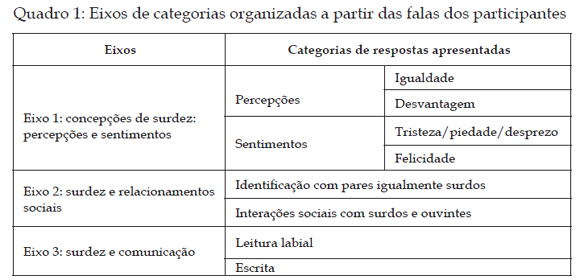 Quadro 1: Eixos de categorias organizadas a partir das falas dos participantes
Eixos
Categorias de respostas apresentadas
Eixo 1: concepções de surdez:
percepções e sentimentos
Percepções
Igualdade
Desvantagem
Sentimentos
Tristeza/piedade/desprezo
Felicidade
Eixo 2: surdez e relacionamentos
sociais
Identificação com pares igualmente surdos
Interações sociais com surdos e ouvintes
Eixo 3: surdez e comunicação
Leitura labial
Escrita